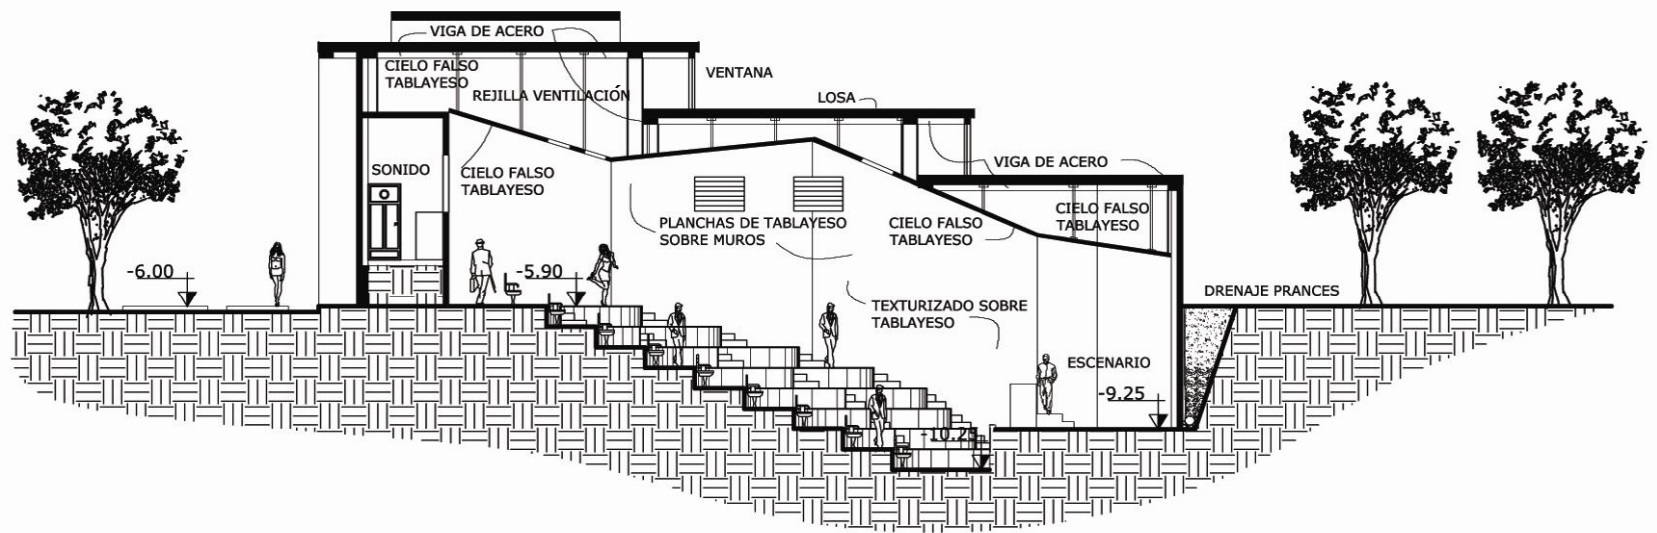 VIGA DE ACERO
CIELO FALSO
TABLAYESO
VENTANA
REJILLA VENTILACIÓN
LOSA
SONIDO
CIELO FALSO
TABLAYESO
VIGA DE ACERO
PLANCHAS DE TABLAYESO
SOBRE MUROS
CIELO FALSO
TABLAYESO
CIELO FALSO
TABLAYESO
-6.00
-5.90
DRENAJE PRANCES
TEXTURIZADO SOBRE
TABLAYESO
ESCENARIO
-9.25
-10.25